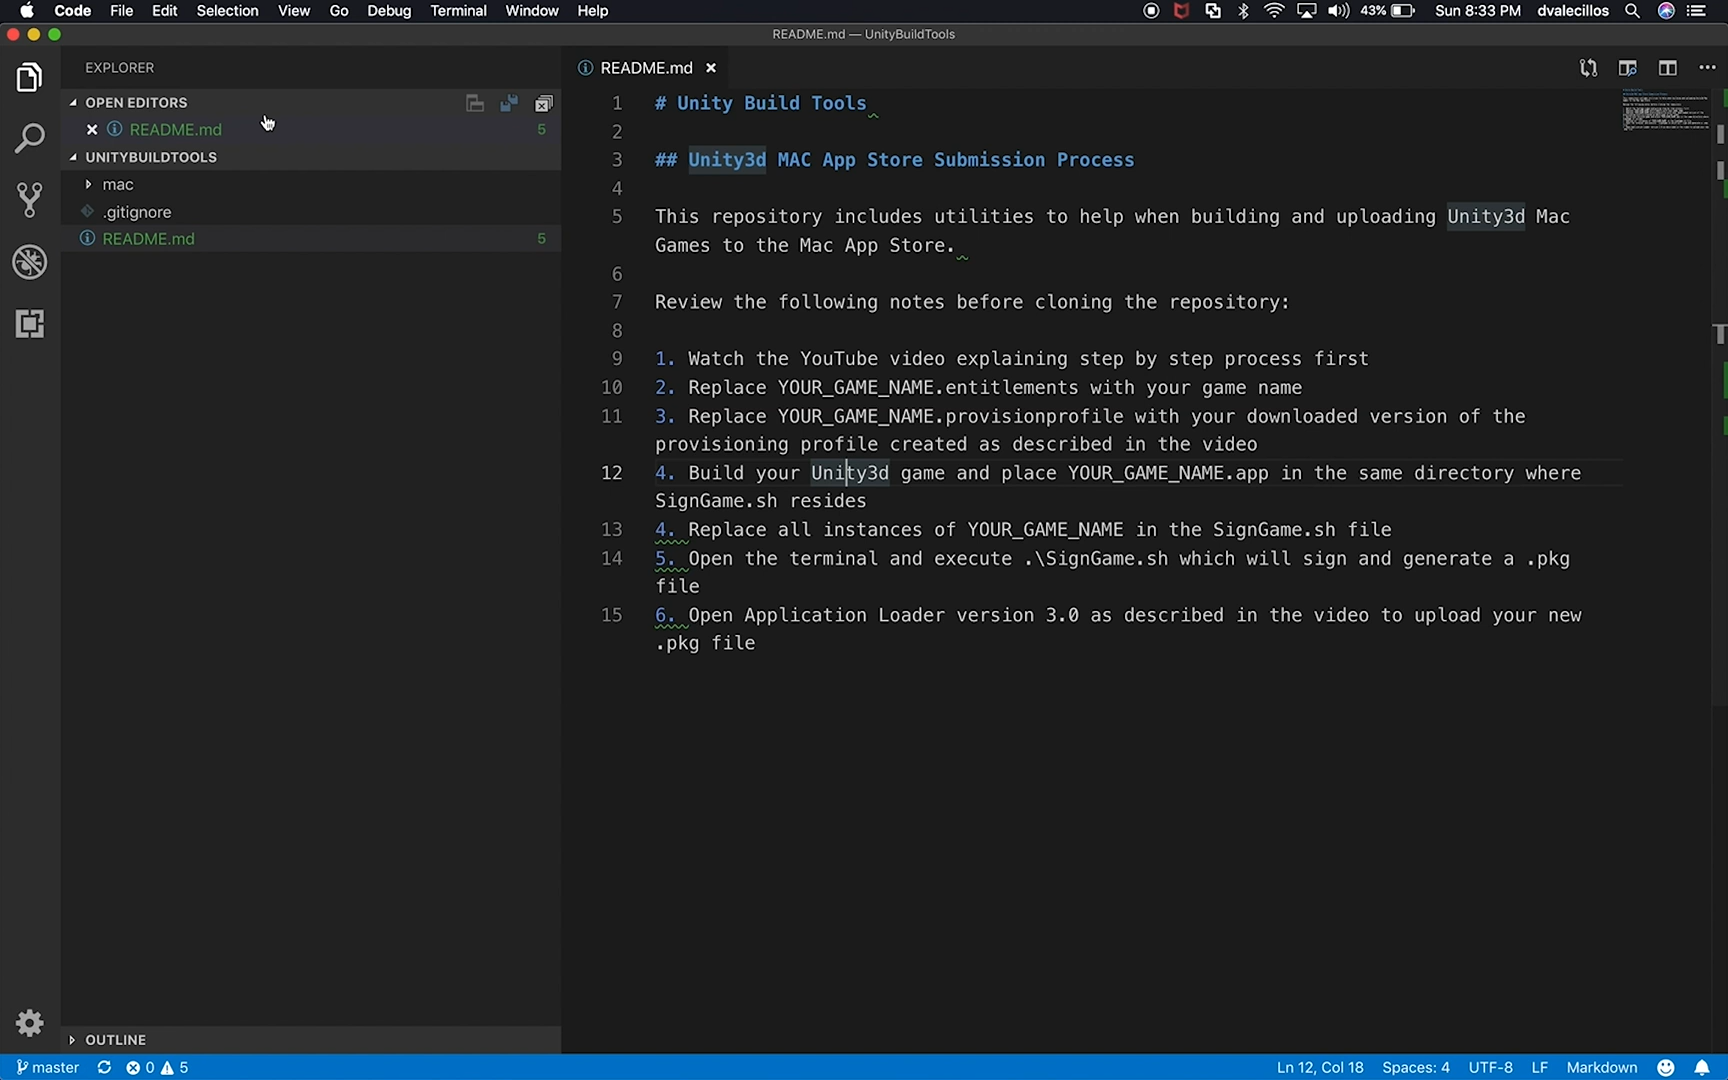 Code File Edit Selection View Go Debug Terminal Window Help 43% Sun 8:33 PM dvalecillos
README.md — UnityBuildTools
EXPLORER
OPEN EDITORS
README.md 5
UNITYBUILDTOOLS
mac
.gitignore
README.md 5
OUTLINE
README.md
1 # Unity Build Tools
2
3 ## Unity3d MAC App Store Submission Process
4
5 This repository includes utilities to help when building and uploading Unity3d Mac
Games to the Mac App Store.
6
7 Review the following notes before cloning the repository:
8
9 1. Watch the YouTube video explaining step by step process first
10 2. Replace YOUR_GAME_NAME.entitlements with your game name
11 3. Replace YOUR_GAME_NAME.provisionprofile with your downloaded version of the
provisioning profile created as described in the video
12 4. Build your Unity3d game and place YOUR_GAME_NAME.app in the same directory where
SignGame.sh resides
13 4. Replace all instances of YOUR_GAME_NAME in the SignGame.sh file
14 5. Open the terminal and execute .\SignGame.sh which will sign and generate a .pkg
file
15 6. Open Application Loader version 3.0 as described in the video to upload your new
.pkg file
master 0 5 Ln 12, Col 18 Spaces: 4 UTF-8 LF Markdown